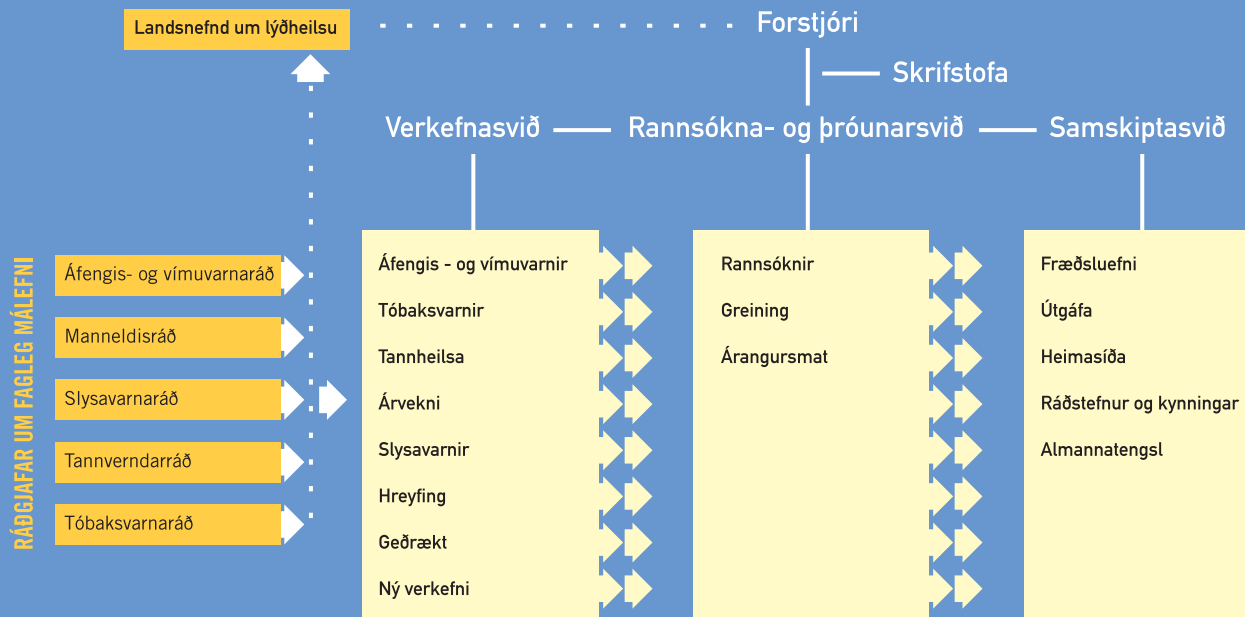 Landsnefnd um lýðheilsu
Forstjóri
Skrifstofa
Verkefnasvið
Rannsókna- og þróunarsvið
Samskiptasvið
RÁÐGJAFAR UM FAGLEG MÁLEFNI
Áfengis- og vímuvarnaráð
Manneldisráð
Slysavarnaráð
Tannverndarráð
Tóbaksvarnaráð
Áfengis - og vímuvarnir
Tóbaksvarnir
Tannheilsa
Árvekni
Slysavarnir
Hreyfing
Geðrækt
Ný verkefni
Rannsóknir
Greining
Árangursmat
Fræðsluefni
Útgáfa
Heimasíða
Ráðstefnur og kynningar
Almannatengsl